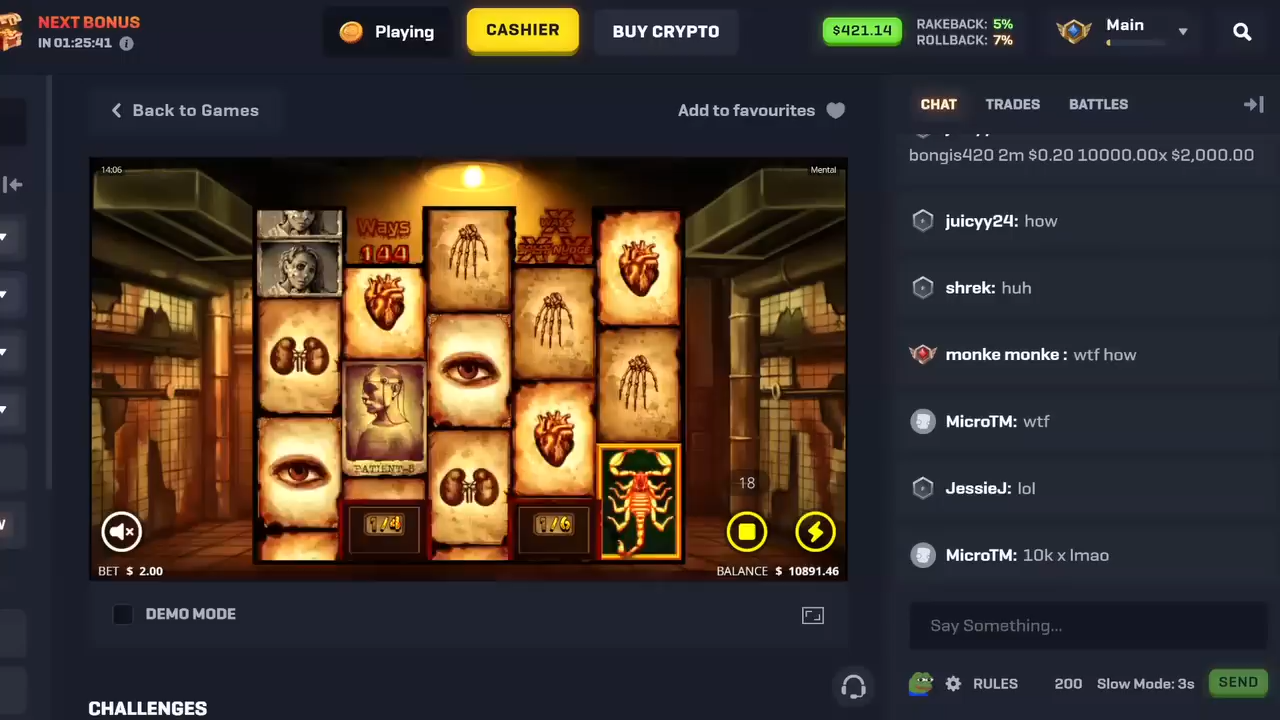 NEXT BONUS
IN 01:25:41
Playing
CASHIER
BUY CRYPTO
$421.14
RAKEBACK: 5%
ROLLBACK: 7%
Main
Back to Games
Add to favourites
CHAT
TRADES
BATTLES
bongis420 2m $0.20 10000.00x $2,000.00
14:06
Mental
Ways
144
WAYS
SPLIT NUDGE
juicyy24: how
shrek: huh
monke monke : wtf how
MicroTM: wtf
PATIENT-5
18
JessieJ: lol
1/4
1/6
MicroTM: 10k x lmao
BET $ 2.00
BALANCE $ 10891.46
DEMO MODE
Say Something...
RULES
200
Slow Mode: 3s
SEND
CHALLENGES